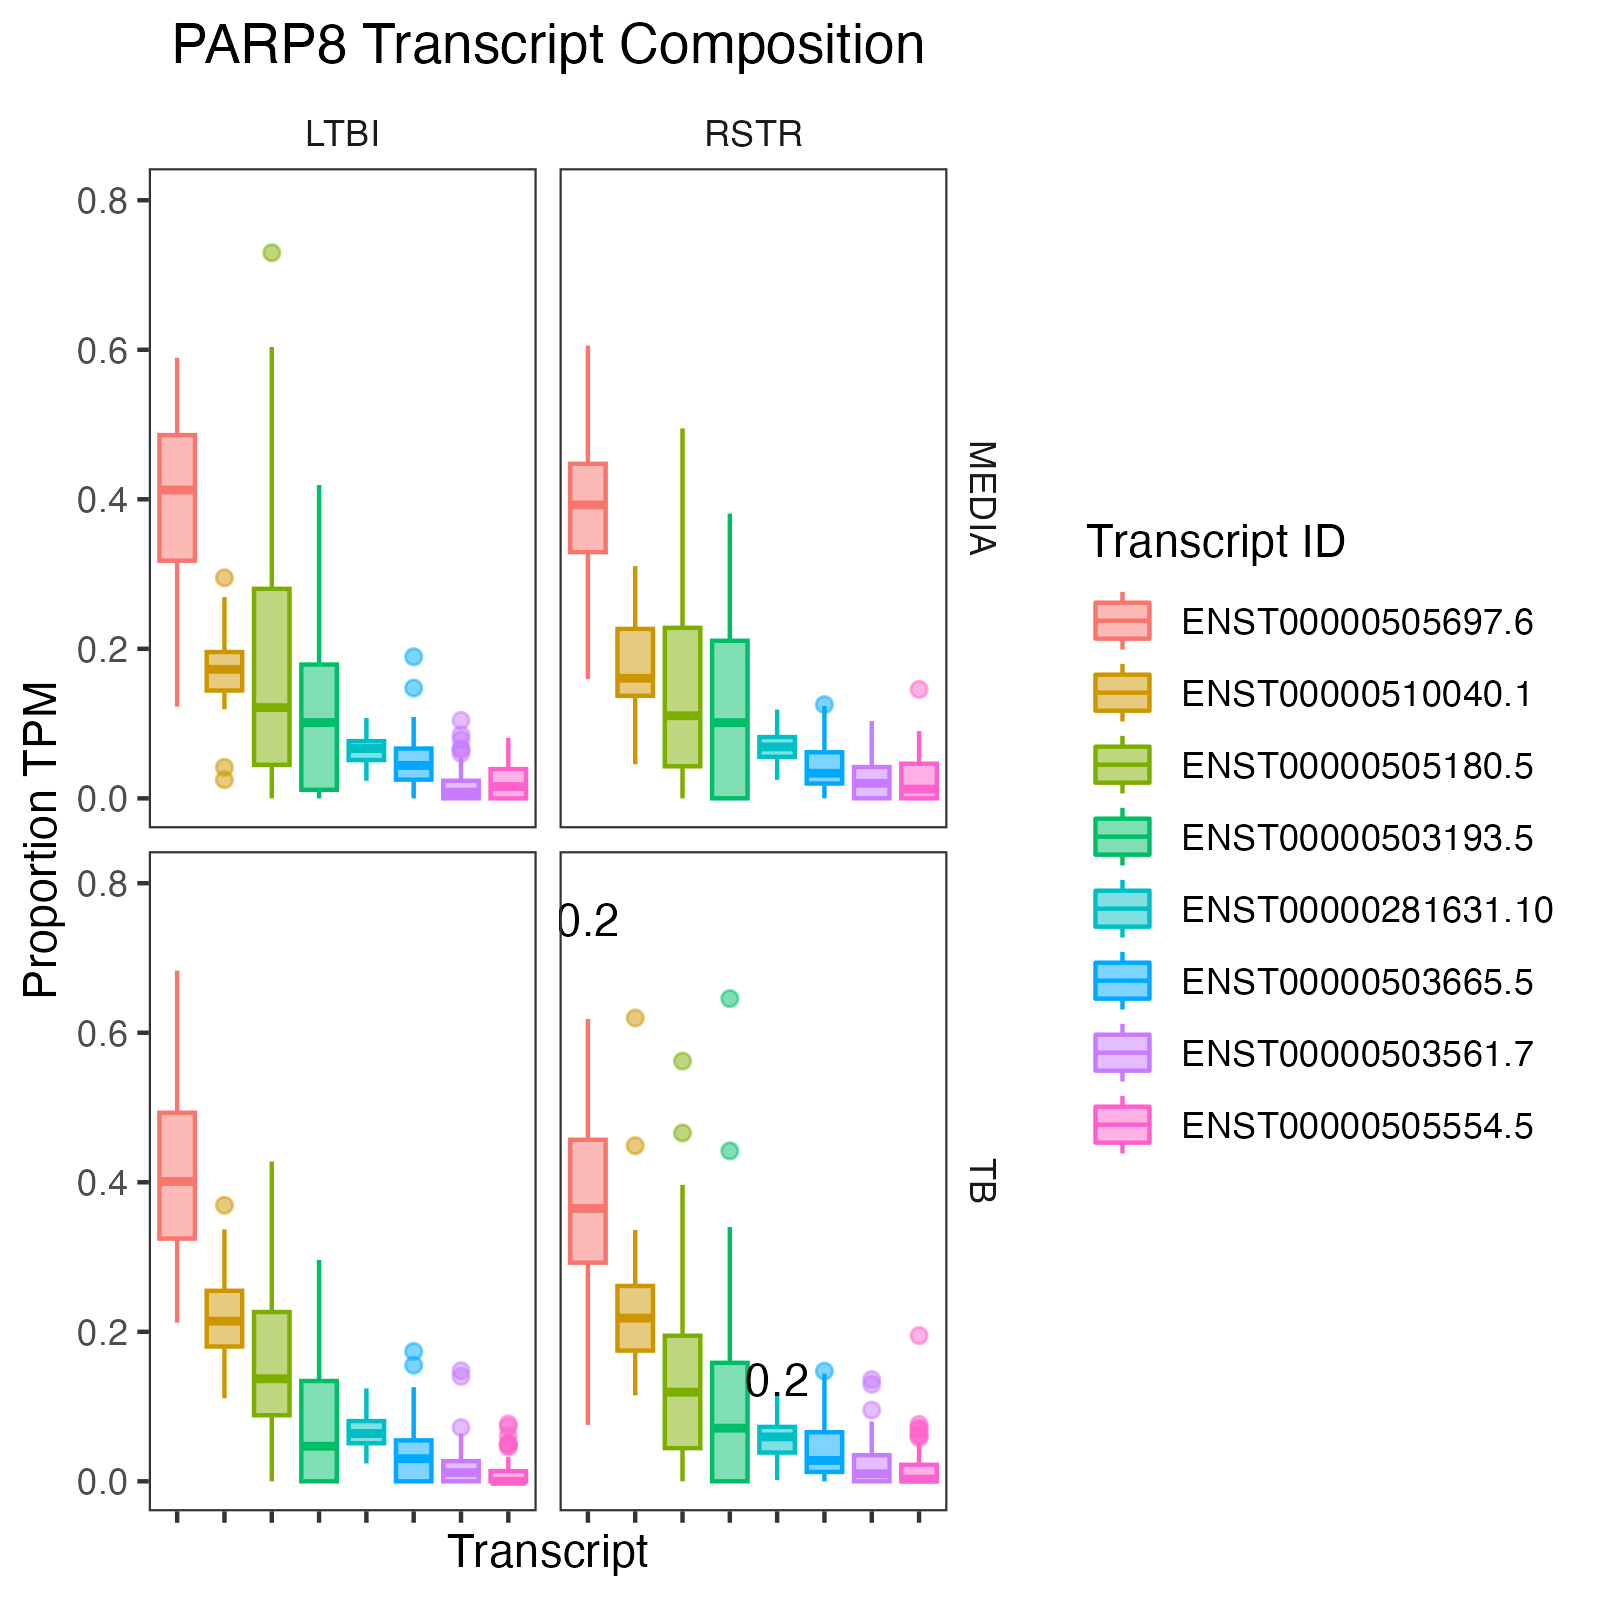 PARP8 Transcript Composition
LTBI
RSTR
0.8
0.6
0.4
0.2
0.0
MEDIA
0.8
0.6
0.4
0.2
0.0
0.2
0.2
TB
Proportion TPM
Transcript
Transcript ID
ENST00000505697.6
ENST00000510040.1
ENST00000505180.5
ENST00000503193.5
ENST00000281631.10
ENST00000503665.5
ENST00000503561.7
ENST00000505554.5